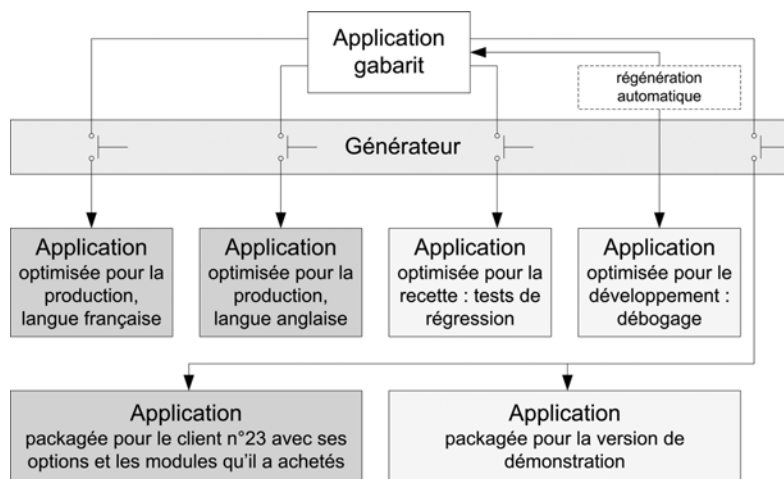 Application
gabarit
régénération
automatique
Générateur
Application
optimisée pour la
production,
langue française
Application
optimisée pour la
production,
langue anglaise
Application
optimisée pour la
recette : tests de
régression
Application
optimisée pour le
développement :
débogage
Application
packagée pour le client n°23 avec ses
options et les modules qu'il a achetés
Application
packagée pour la version de
démonstration